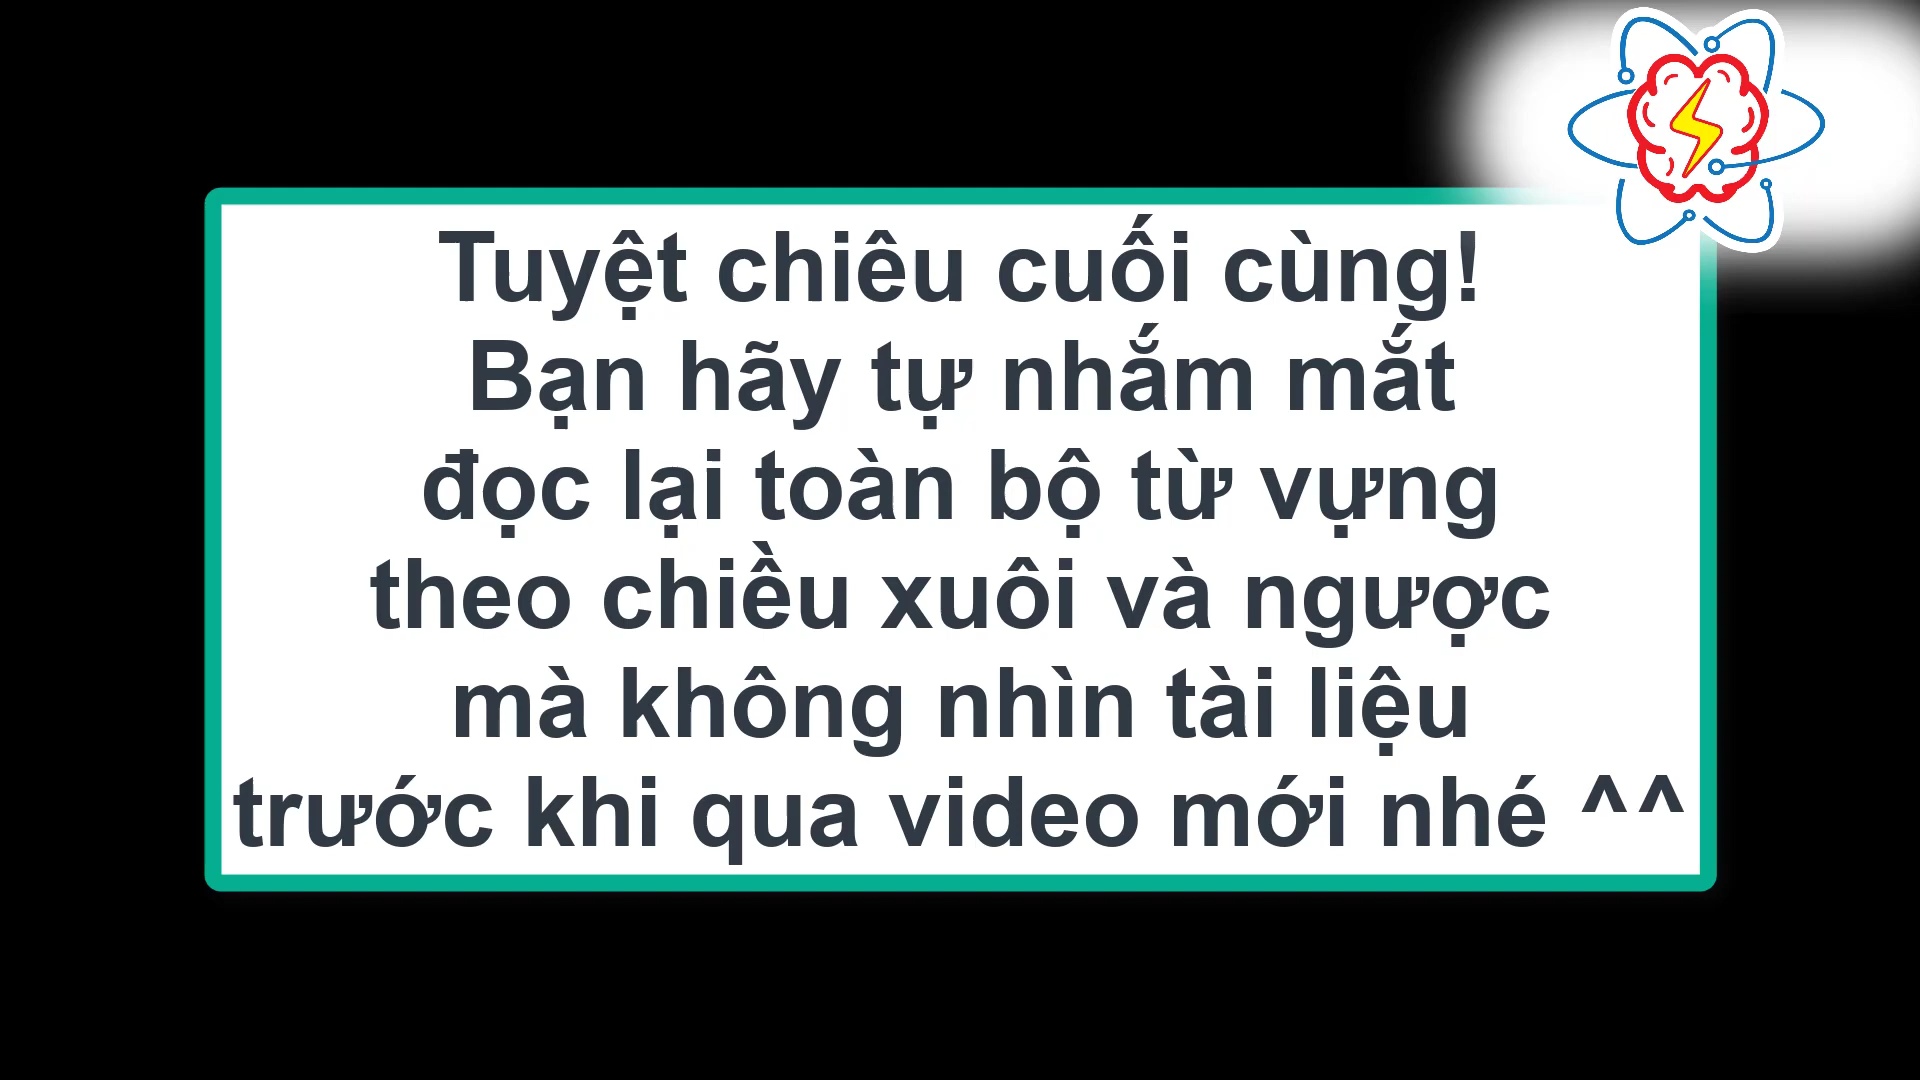 Tuyệt chiêu cuối cùng!
Bạn hãy tự nhắm mắt
đọc lại toàn bộ từ vựng
theo chiều xuôi và ngược
mà không nhìn tài liệu
trước khi qua video mới nhé ^^